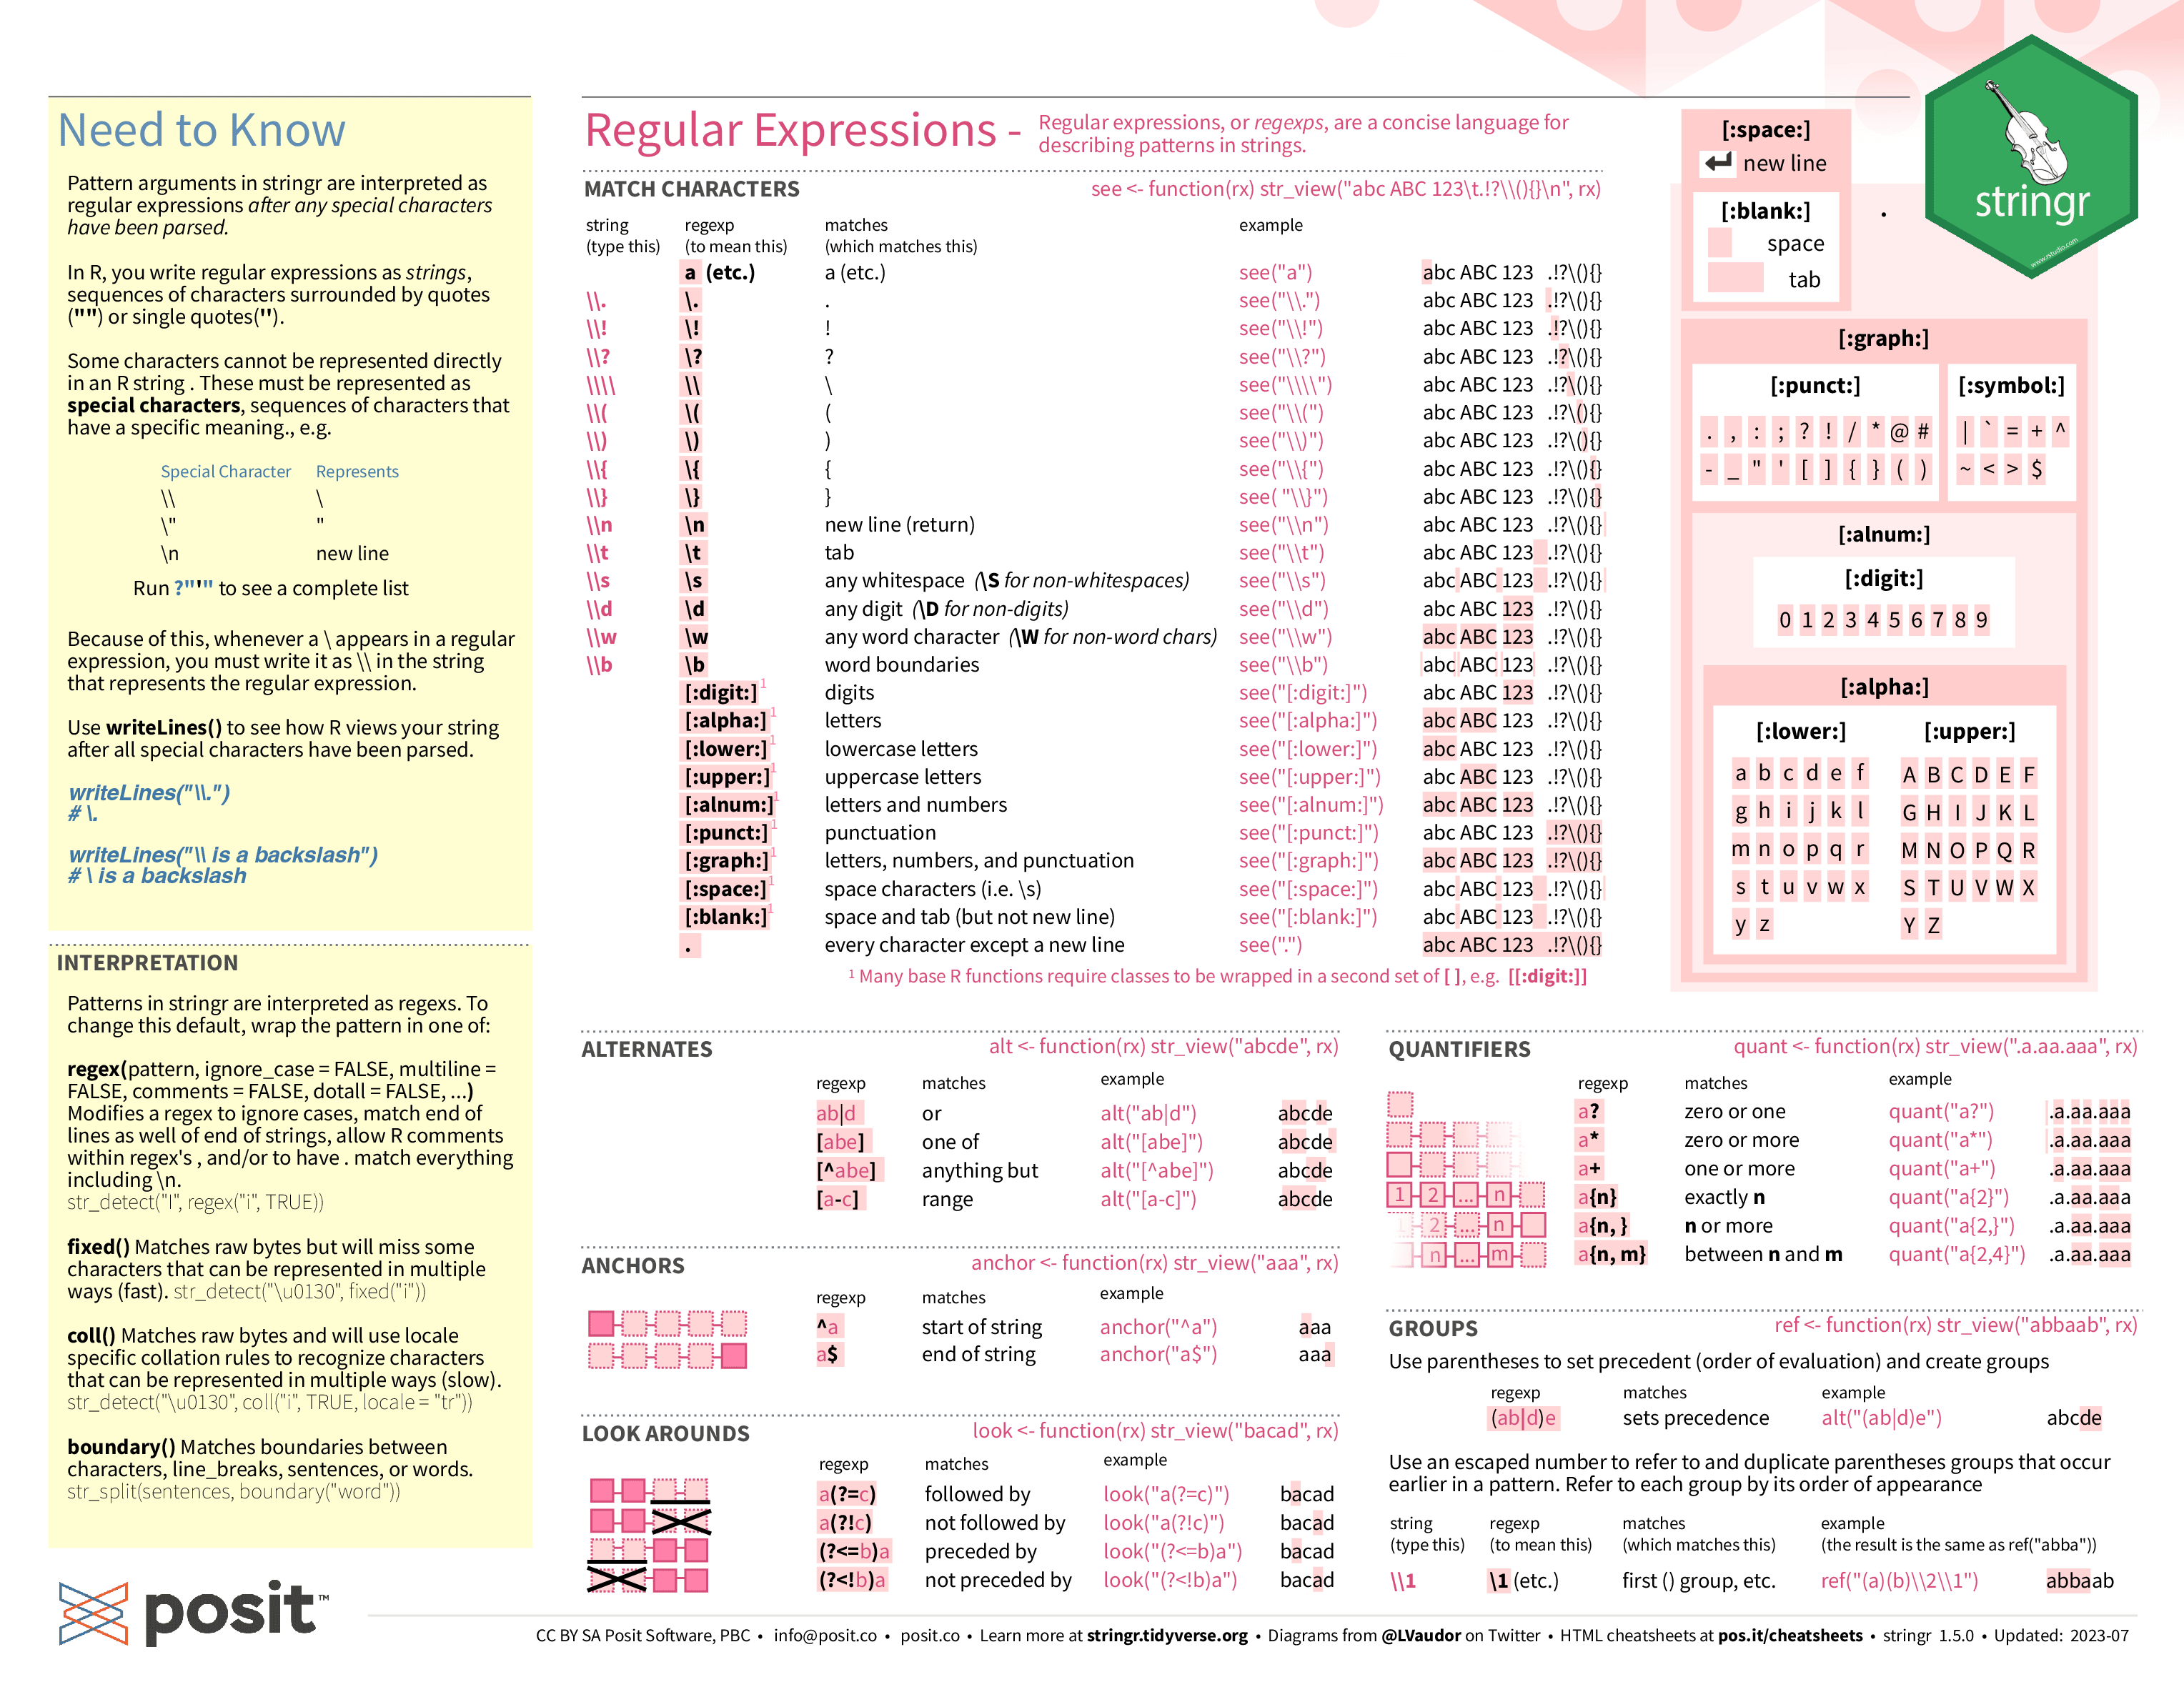 Need to Know
Pattern arguments in stringr are interpreted as
regular expressions after any special characters
have been parsed.
In R, you write regular expressions as strings,
sequences of characters surrounded by quotes
("") or single quotes('').
Some characters cannot be represented directly
in an R string . These must be represented as
special characters, sequences of characters that
have a specific meaning., e.g.
Special Character Represents
\\ \
\" "
\n new line
Run ?"'" to see a complete list
Because of this, whenever a \ appears in a regular
expression, you must write it as \\ in the string
that represents the regular expression.
Use writeLines() to see how R views your string
after all special characters have been parsed.
writeLines("\\.")
# \.
writeLines("\\ is a backslash")
# \ is a backslash
INTERPRETATION
Patterns in stringr are interpreted as regexs. To
change this default, wrap the pattern in one of:
regex(pattern, ignore_case = FALSE, multiline =
FALSE, comments = FALSE, dotall = FALSE, ...)
Modifies a regex to ignore cases, match end of
lines as well of end of strings, allow R comments
within regex's , and/or to have . match everything
including \n.
str_detect("I", regex("i", TRUE))
fixed() Matches raw bytes but will miss some
characters that can be represented in multiple
ways (fast). str_detect("\u0130", fixed("i"))
coll() Matches raw bytes and will use locale
specific collation rules to recognize characters
that can be represented in multiple ways (slow).
str_detect("\u0130", coll("i", TRUE, locale = "tr"))
boundary() Matches boundaries between
characters, line_breaks, sentences, or words.
str_split(sentences, boundary("word"))
posit™
Regular Expressions - Regular expressions, or regexps, are a concise language for
describing patterns in strings.
MATCH CHARACTERS see <- function(rx) str_view("abc ABC 123\t.!?\\(){}\n", rx)
string regexp matches example
(type this) (to mean this) (which matches this)
a (etc.) a (etc.) see("a") abc ABC 123 .!?\(){}
\\. \. . see("\\.") abc ABC 123 .!?\(){}
\\! \! ! see("\\!") abc ABC 123 .!?\(){}
\\? \? ? see("\\?") abc ABC 123 .!?\(){}
\\\\ \\ \ see("\\\\") abc ABC 123 .!?\(){}
\\( \( ( see("\\(") abc ABC 123 .!?\(){}
\\) \) ) see("\\)") abc ABC 123 .!?\(){}
\\{ \{ { see("\\{") abc ABC 123 .!?\(){}
\\} \} } see( "\\}") abc ABC 123 .!?\(){}
\\n \n new line (return) see("\\n") abc ABC 123 .!?\(){}
\\t \t tab see("\\t") abc ABC 123 .!?\(){}
\\s \s any whitespace (\S for non-whitespaces) see("\\s") abc ABC 123 .!?\(){}
\\d \d any digit (\D for non-digits) see("\\d") abc ABC 123 .!?\(){}
\\w \w any word character (\W for non-word chars) see("\\w") abc ABC 123 .!?\(){}
\\b \b word boundaries see("\\b") abc ABC 123 .!?\(){}
[:digit:]1 digits see("[:digit:]") abc ABC 123 .!?\(){}
[:alpha:]1 letters see("[:alpha:]") abc ABC 123 .!?\(){}
[:lower:]1 lowercase letters see("[:lower:]") abc ABC 123 .!?\(){}
[:upper:]1 uppercase letters see("[:upper:]") abc ABC 123 .!?\(){}
[:alnum:]1 letters and numbers see("[:alnum:]") abc ABC 123 .!?\(){}
[:punct:]1 punctuation see("[:punct:]") abc ABC 123 .!?\(){}
[:graph:]1 letters, numbers, and punctuation see("[:graph:]") abc ABC 123 .!?\(){}
[:space:]1 space characters (i.e. \s) see("[:space:]") abc ABC 123 .!?\(){}
[:blank:]1 space and tab (but not new line) see("[:blank:]") abc ABC 123 .!?\(){}
. every character except a new line see(".") abc ABC 123 .!?\(){}
1 Many base R functions require classes to be wrapped in a second set of [ ], e.g. [[:digit:]]
[:space:]
new line
[:blank:]
space
tab
.
stringr
www.rstudio.com
[:graph:]
[:punct:] [:symbol:]
. , : ; ? ! / * @ # | ` = + ^
- _ " ' [ ] { } ( ) ~ < > $
[:alnum:]
[:digit:]
0 1 2 3 4 5 6 7 8 9
[:alpha:]
[:lower:] [:upper:]
a b c d e f A B C D E F
g h i j k l G H I J K L
m n o p q r M N O P Q R
s t u v w x S T U V W X
y z Y Z
ALTERNATES alt <- function(rx) str_view("abcde", rx)
regexp matches example
ab|d or alt("ab|d") abcde
[abe] one of alt("[abe]") abcde
[^abe] anything but alt("[^abe]") abcde
[a-c] range alt("[a-c]") abcde
ANCHORS anchor <- function(rx) str_view("aaa", rx)
regexp matches example
^a start of string anchor("^a") aaa
a$ end of string anchor("a$") aaa
LOOK AROUNDS look <- function(rx) str_view("bacad", rx)
regexp matches example
a(?=c) followed by look("a(?=c)") bacad
a(?!c) not followed by look("a(?!c)") bacad
(?<=b)a preceded by look("(?<=b)a") bacad
(?<!b)a not preceded by look("(?<!b)a") bacad
QUANTIFIERS quant <- function(rx) str_view(".a.aa.aaa", rx)
regexp matches example
a? zero or one quant("a?") .a.aa.aaa
a* zero or more quant("a*") .a.aa.aaa
a+ one or more quant("a+") .a.aa.aaa
1 2 ... n a{n} exactly n quant("a{2}") .a.aa.aaa
2 ... n a{n, } n or more quant("a{2,}") .a.aa.aaa
n ... m a{n, m} between n and m quant("a{2,4}") .a.aa.aaa
GROUPS ref <- function(rx) str_view("abbaab", rx)
Use parentheses to set precedent (order of evaluation) and create groups
regexp matches example
(ab|d)e sets precedence alt("(ab|d)e") abcde
Use an escaped number to refer to and duplicate parentheses groups that occur
earlier in a pattern. Refer to each group by its order of appearance
string regexp matches example
(type this) (to mean this) (which matches this) (the result is the same as ref("abba"))
\\1 \1 (etc.) first () group, etc. ref("(a)(b)\\2\\1") abbaab
CC BY SA Posit Software, PBC • info@posit.co • posit.co • Learn more at stringr.tidyverse.org • Diagrams from @LVaudor on Twitter • HTML cheatsheets at pos.it/cheatsheets • stringr 1.5.0 • Updated: 2023-07